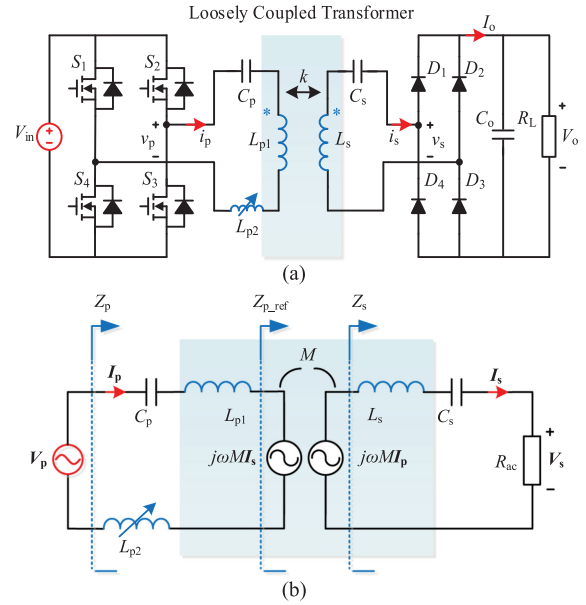 Loosely Coupled Transformer
S1
S2
Cp
k
Cs
D1
D2
Io
Vin
vp
ip
Lp1
Ls
is
vs
Co
RL
Vo
S4
S3
Lp2
D4
D3
(a)
Zp
Zp_ref
Zs
M
Ip
Is
Cp
Lp1
Ls
Cs
Vp
jωMIs
jωMIp
Rac
Vs
Lp2
(b)